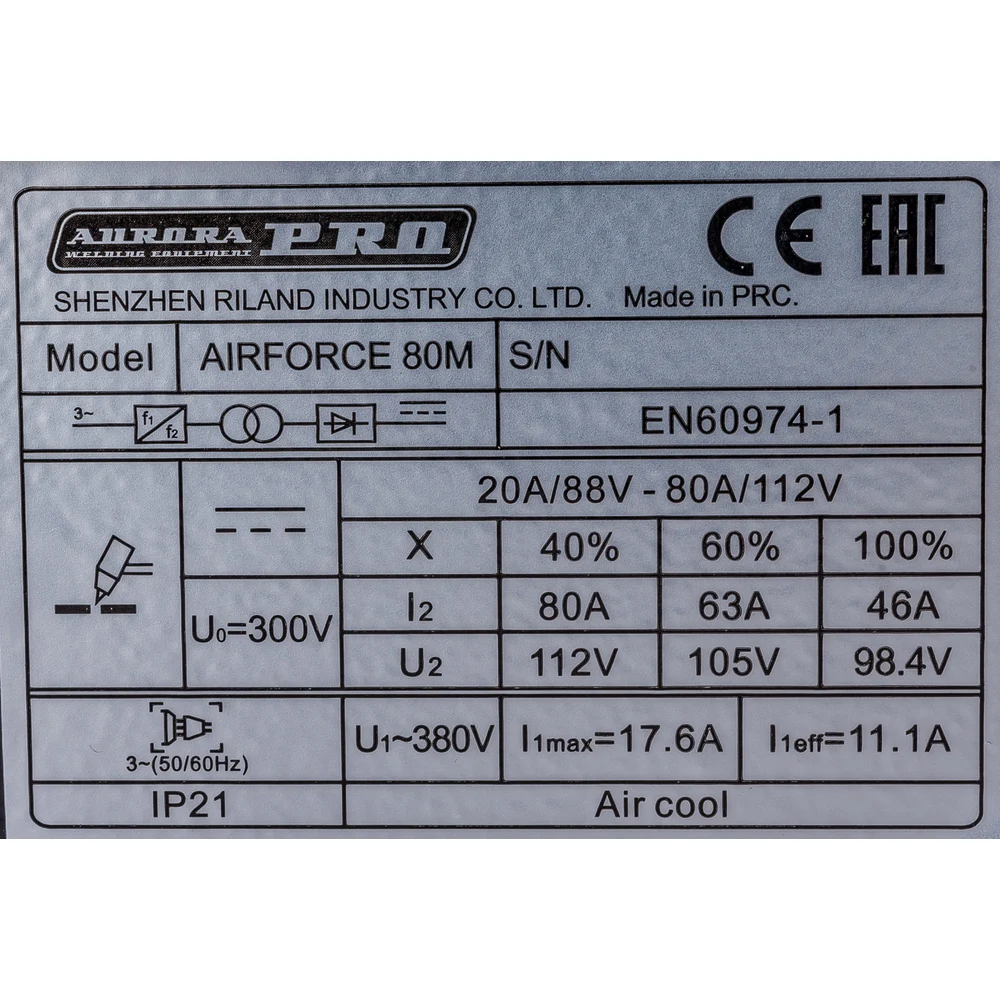 AURORA PRO
WELDING EQUIPMENT
CE EAC
SHENZHEN RILAND INDUSTRY CO. LTD. Made in PRC.
Model AIRFORCE 80M S/N
3~ f1 f2 EN60974-1
20A/88V - 80A/112V
X 40% 60% 100%
U0=300V
I2 80A 63A 46A
U2 112V 105V 98.4V
3~(50/60Hz) U1~380V I1max=17.6A I1eff=11.1A
IP21 Air cool